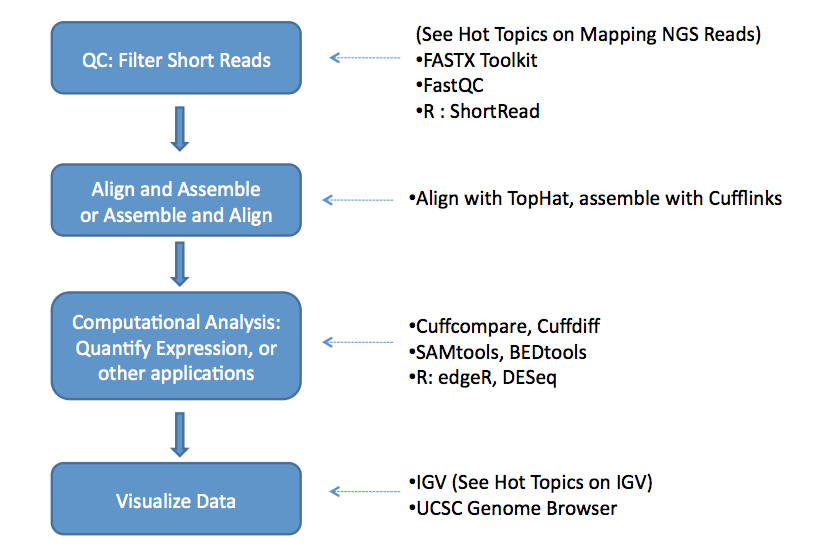 QC: Filter Short Reads
(See Hot Topics on Mapping NGS Reads)
•FASTX Toolkit
•FastQC
•R : ShortRead
Align and Assemble
or Assemble and Align
•Align with TopHat, assemble with Cufflinks
Computational Analysis:
Quantify Expression, or
other applications
•Cuffcompare, Cuffdiff
•SAMtools, BEDtools
•R: edgeR, DESeq
Visualize Data
•IGV (See Hot Topics on IGV)
•UCSC Genome Browser